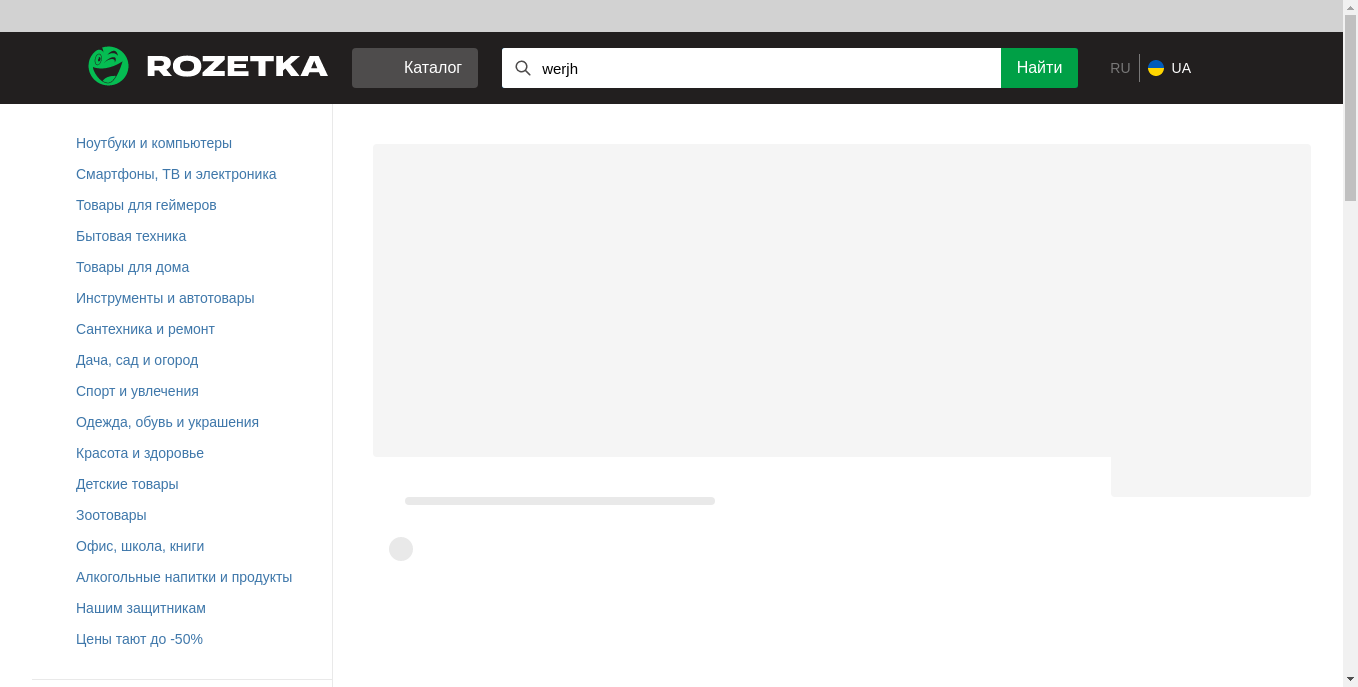 ROZETKA
Каталог
werjh
Найти
RU
UA
Ноутбуки и компьютеры
Смартфоны, ТВ и электроника
Товары для геймеров
Бытовая техника
Товары для дома
Инструменты и автотовары
Сантехника и ремонт
Дача, сад и огород
Спорт и увлечения
Одежда, обувь и украшения
Красота и здоровье
Детские товары
Зоотовары
Офис, школа, книги
Алкогольные напитки и продукты
Нашим защитникам
Цены тают до -50%